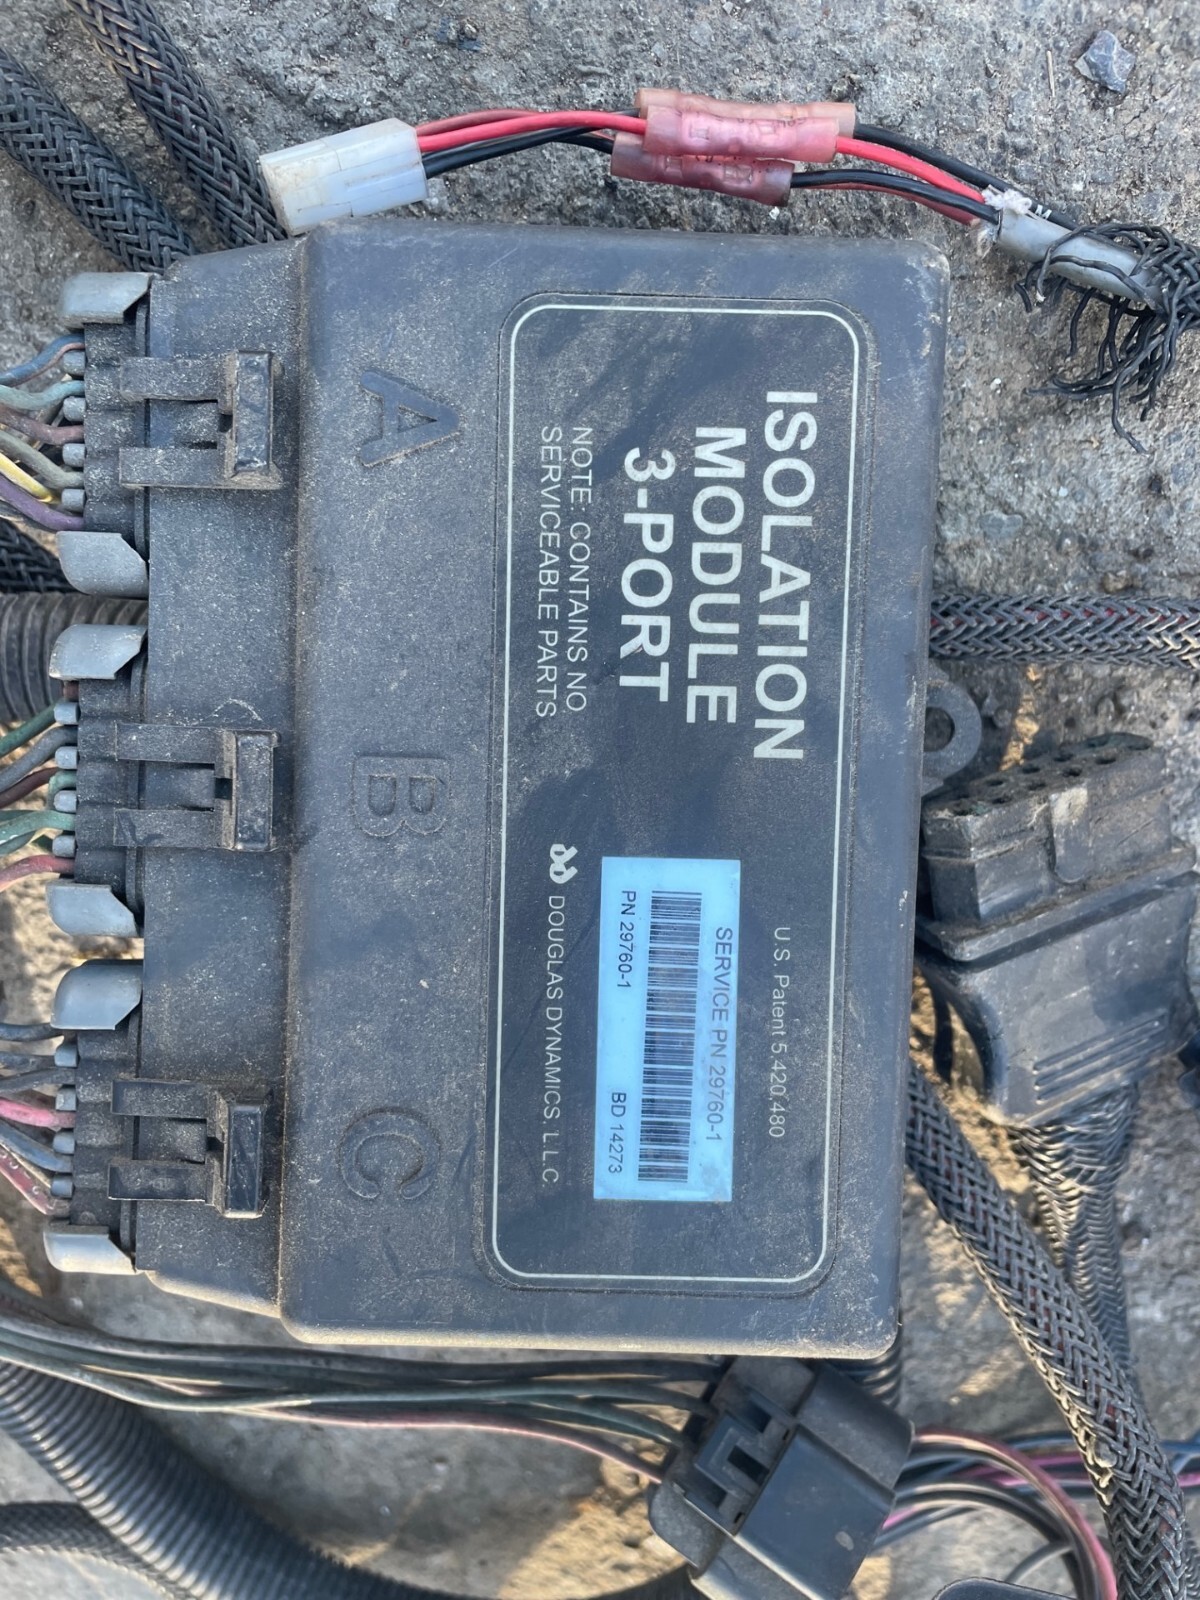 ISOLATION
MODULE
3-PORT
NOTE: CONTAINS NO
SERVICEABLE PARTS
U.S. Patent 5,420,480
SERVICE PN 29760-1
PN 29760-1 BD 14273
DOUGLAS DYNAMICS, L.L.C
A
B
C